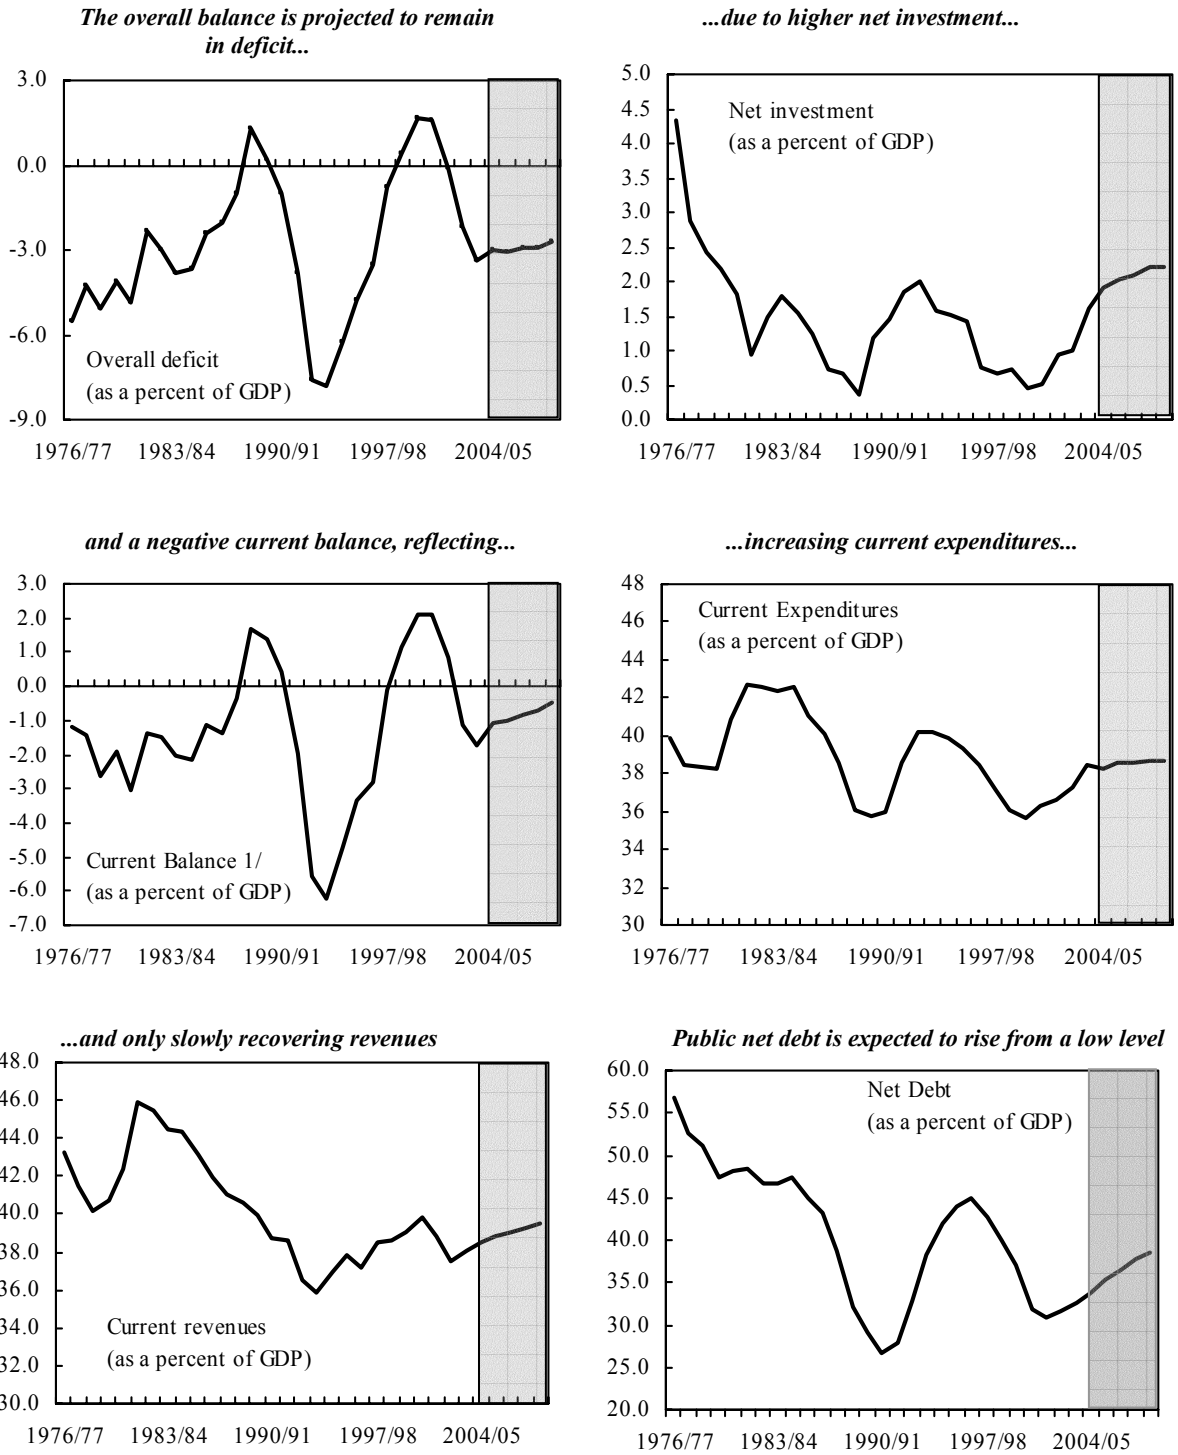 The overall balance is projected to remain
in deficit...
3.0
0.0
-3.0
-6.0
-9.0
Overall deficit
(as a percent of GDP)
1976/77 1983/84 1990/91 1997/98 2004/05
...due to higher net investment...
5.0
4.5
4.0
3.5
3.0
2.5
2.0
1.5
1.0
0.5
0.0
Net investment
(as a percent of GDP)
1976/77 1983/84 1990/91 1997/98 2004/05
and a negative current balance, reflecting...
3.0
2.0
1.0
0.0
-1.0
-2.0
-3.0
-4.0
-5.0
-6.0
-7.0
Current Balance 1/
(as a percent of GDP)
1976/77 1983/84 1990/91 1997/98 2004/05
...increasing current expenditures...
48
46
44
42
40
38
36
34
32
30
Current Expenditures
(as a percent of GDP)
1976/77 1983/84 1990/91 1997/98 2004/05
...and only slowly recovering revenues
48.0
46.0
44.0
42.0
40.0
38.0
36.0
34.0
32.0
30.0
Current revenues
(as a percent of GDP)
1976/77 1983/84 1990/91 1997/98 2004/05
Public net debt is expected to rise from a low level
60.0
55.0
50.0
45.0
40.0
35.0
30.0
25.0
20.0
Net Debt
(as a percent of GDP)
1976/77 1983/84 1990/91 1997/98 2004/05